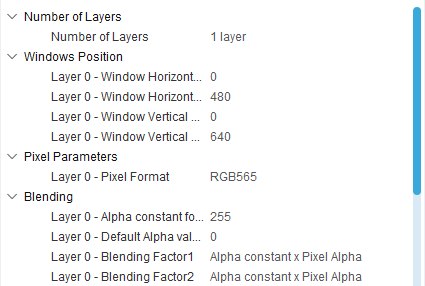 Number of Layers
Number of Layers 1 layer
Windows Position
Layer 0 - Window Horizont... 0
Layer 0 - Window Horizont... 480
Layer 0 - Window Vertical ... 0
Layer 0 - Window Vertical ... 640
Pixel Parameters
Layer 0 - Pixel Format RGB565
Blending
Layer 0 - Alpha constant fo... 255
Layer 0 - Default Alpha val... 0
Layer 0 - Blending Factor1 Alpha constant x Pixel Alpha
Layer 0 - Blending Factor2 Alpha constant x Pixel Alpha